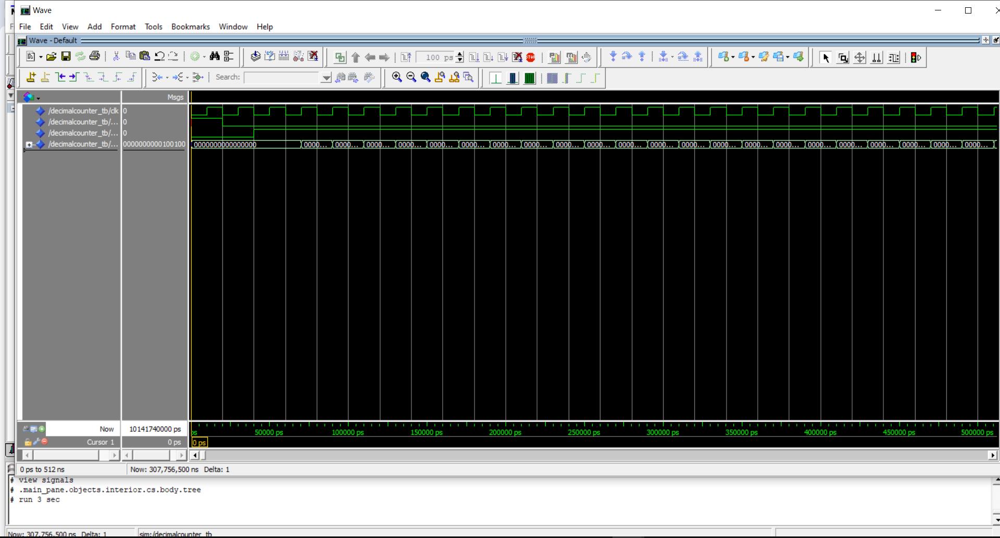 Wave
File Edit View Add Format Tools Bookmarks Window Help
Wave - Default
100 ps
STOP
Search:
Msgs
/decimalcounter_tb/clk 0
/decimalcounter_tb/... 0
/decimalcounter_tb/... 0
/decimalcounter_tb/... 0000000000100100
0000000000000000 0000... 0000... 0000... 0000... 0000... 0000... 0000... 0000... 0000... 0000... 0000... 0000... 0000... 0000... 0000... 0000... 0000... 0000... 0000... 0000... 0000... 0000...
Now 10141740000 ps
ps 50000 ps 100000 ps 150000 ps 200000 ps 250000 ps 300000 ps 350000 ps 400000 ps 450000 ps 500000 ps
Cursor 1 0 ps
0 ps
0 ps to 512 ns Now: 307,756,500 ns Delta: 1
# view signals
# .main_pane.objects.interior.cs.body.tree
# run 3 sec
Now: 307,756,500 ns Delta: 1 sim:/decimalcounter_tb